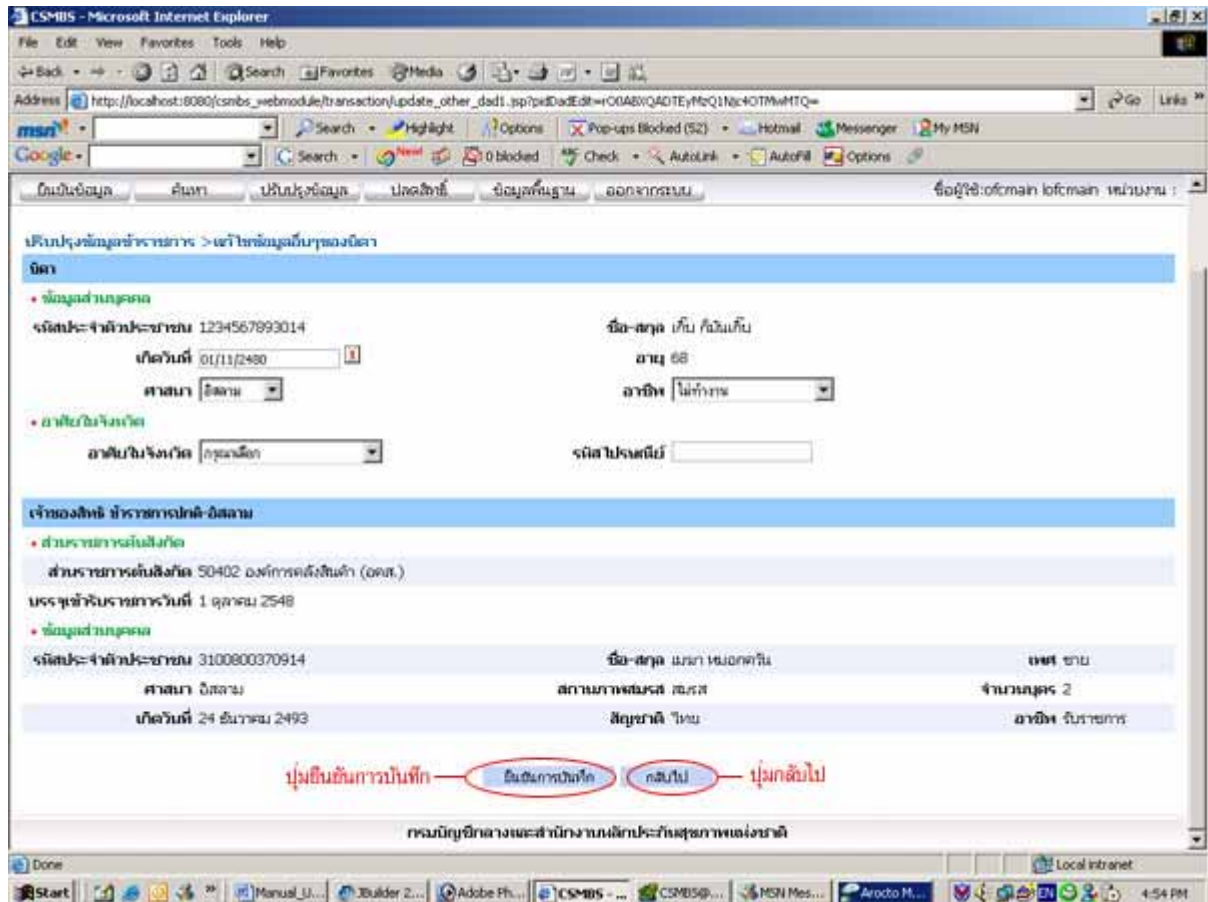 CSMBS - Microsoft Internet Explorer
File Edit View Favorites Tools Help
Back Search Favorites Media
Address http://localhost:8080/csmbs_webmodule/transaction/update_other_dad1.jsp?pidDadEdit=rO0ABXQADTEyMzQ1Njc4OTMwMTQ= Go Links »
msn Search Highlight Options Pop-ups Blocked (52) Hotmail Messenger My MSN
Google Search New! 0 blocked Check AutoLink AutoFill Options
ยืนยันข้อมูล ค้นหา ปรับปรุงข้อมูล ปลดสิทธิ์ ข้อมูลพื้นฐาน ออกจากระบบ ชื่อผู้ใช้:ofcmain lofcmain หน่วยงาน :
ปรับปรุงข้อมูลข้าราชการ >แก้ไขข้อมูลอื่นๆของบิดา
บิดา
ข้อมูลส่วนบุคคล
รหัสประจำตัวประชาชน 1234567893014 ชื่อ-สกุล เก็บ ก็ฉันเก็บ
เกิดวันที่ 01/11/2480 อายุ 68
ศาสนา อิสลาม อาชีพ ไม่ทำงาน
อาศัยในจังหวัด
อาศัยในจังหวัด กรุณาเลือก รหัสไปรษณีย์
เจ้าของสิทธิ ข้าราชการปกติ-อิสลาม
ส่วนราชการต้นสังกัด
ส่วนราชการต้นสังกัด 50402 องค์การคลังสินค้า (อคส.)
บรรจุเข้ารับราชการวันที่ 1 ตุลาคม 2548
ข้อมูลส่วนบุคคล
รหัสประจำตัวประชาชน 3100800370914 ชื่อ-สกุล เมฆา หมอกควัน เพศ ชาย
ศาสนา อิสลาม สถานภาพสมรส สมรส จำนวนบุตร 2
เกิดวันที่ 24 ธันวาคม 2493 สัญชาติ ไทย อาชีพ รับราชการ
ปุ่มยืนยันการบันทึก ยืนยันการบันทึก กลับไป ปุ่มกลับไป
กรมบัญชีกลางและสำนักงานหลักประกันสุขภาพแห่งชาติ
Done Local intranet
Start » Manual_U... JBuilder 2... Adobe Ph... CSMBS - ... CSMBS@... MSN Mes... Arocto M... EN 4:54 PM